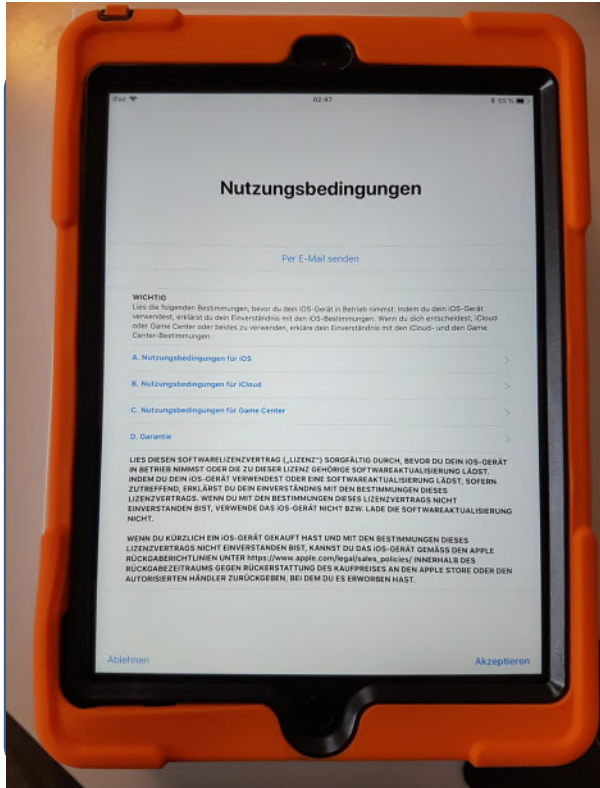 iPad 02:47 65 %
Nutzungsbedingungen
Per E-Mail senden
WICHTIG
Lies die folgenden Bestimmungen, bevor du dein iOS-Gerät in Betrieb nimmst. Indem du dein iOS-Gerät
verwendest, erklärst du dein Einverständnis mit den iOS-Bestimmungen. Wenn du dich entscheidest, iCloud
oder Game Center oder beides zu verwenden, erkläre dein Einverständnis mit den iCloud- und den Game
Center-Bestimmungen.
A. Nutzungsbedingungen für iOS
B. Nutzungsbedingungen für iCloud
C. Nutzungsbedingungen für Game Center
D. Garantie
LIES DIESEN SOFTWARELIZENZVERTRAG („LIZENZ") SORGFÄLTIG DURCH, BEVOR DU DEIN iOS-GERÄT
IN BETRIEB NIMMST ODER DIE ZU DIESER LIZENZ GEHÖRIGE SOFTWAREAKTUALISIERUNG LÄDST.
INDEM DU DEIN iOS-GERÄT VERWENDEST ODER EINE SOFTWAREAKTUALISIERUNG LÄDST, SOFERN
ZUTREFFEND, ERKLÄRST DU DEIN EINVERSTÄNDNIS MIT DEN BESTIMMUNGEN DIESES
LIZENZVERTRAGS. WENN DU MIT DEN BESTIMMUNGEN DIESES LIZENZVERTRAGS NICHT
EINVERSTANDEN BIST, VERWENDE DAS iOS-GERÄT NICHT BZW. LADE DIE SOFTWAREAKTUALISIERUNG
NICHT.
WENN DU KÜRZLICH EIN iOS-GERÄT GEKAUFT HAST UND MIT DEN BESTIMMUNGEN DIESES
LIZENZVERTRAGS NICHT EINVERSTANDEN BIST, KANNST DU DAS iOS-GERÄT GEMÄSS DEN APPLE
RÜCKGABERICHTLINIEN UNTER https://www.apple.com/legal/sales_policies/ INNERHALB DES
RÜCKGABEZEITRAUMS GEGEN RÜCKERSTATTUNG DES KAUFPREISES AN DEN APPLE STORE ODER DEN
AUTORISIERTEN HÄNDLER ZURÜCKGEBEN, BEI DEM DU ES ERWORBEN HAST.
Ablehnen Akzeptieren